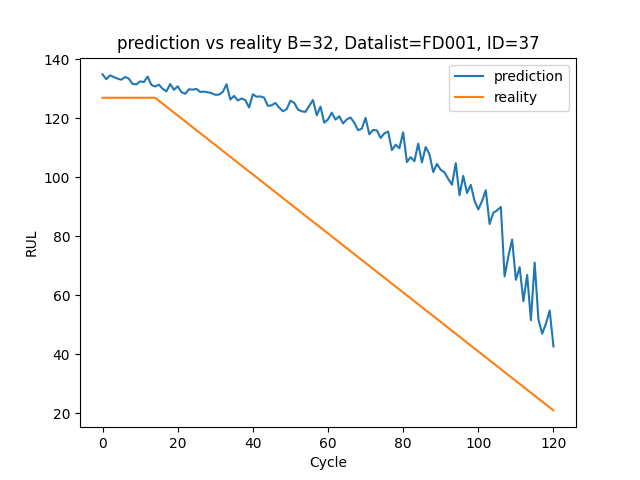 prediction vs reality B=32, Datalist=FD001, ID=37
prediction
reality
RUL
140
120
100
80
60
40
20
0 20 40 60 80 100 120
Cycle